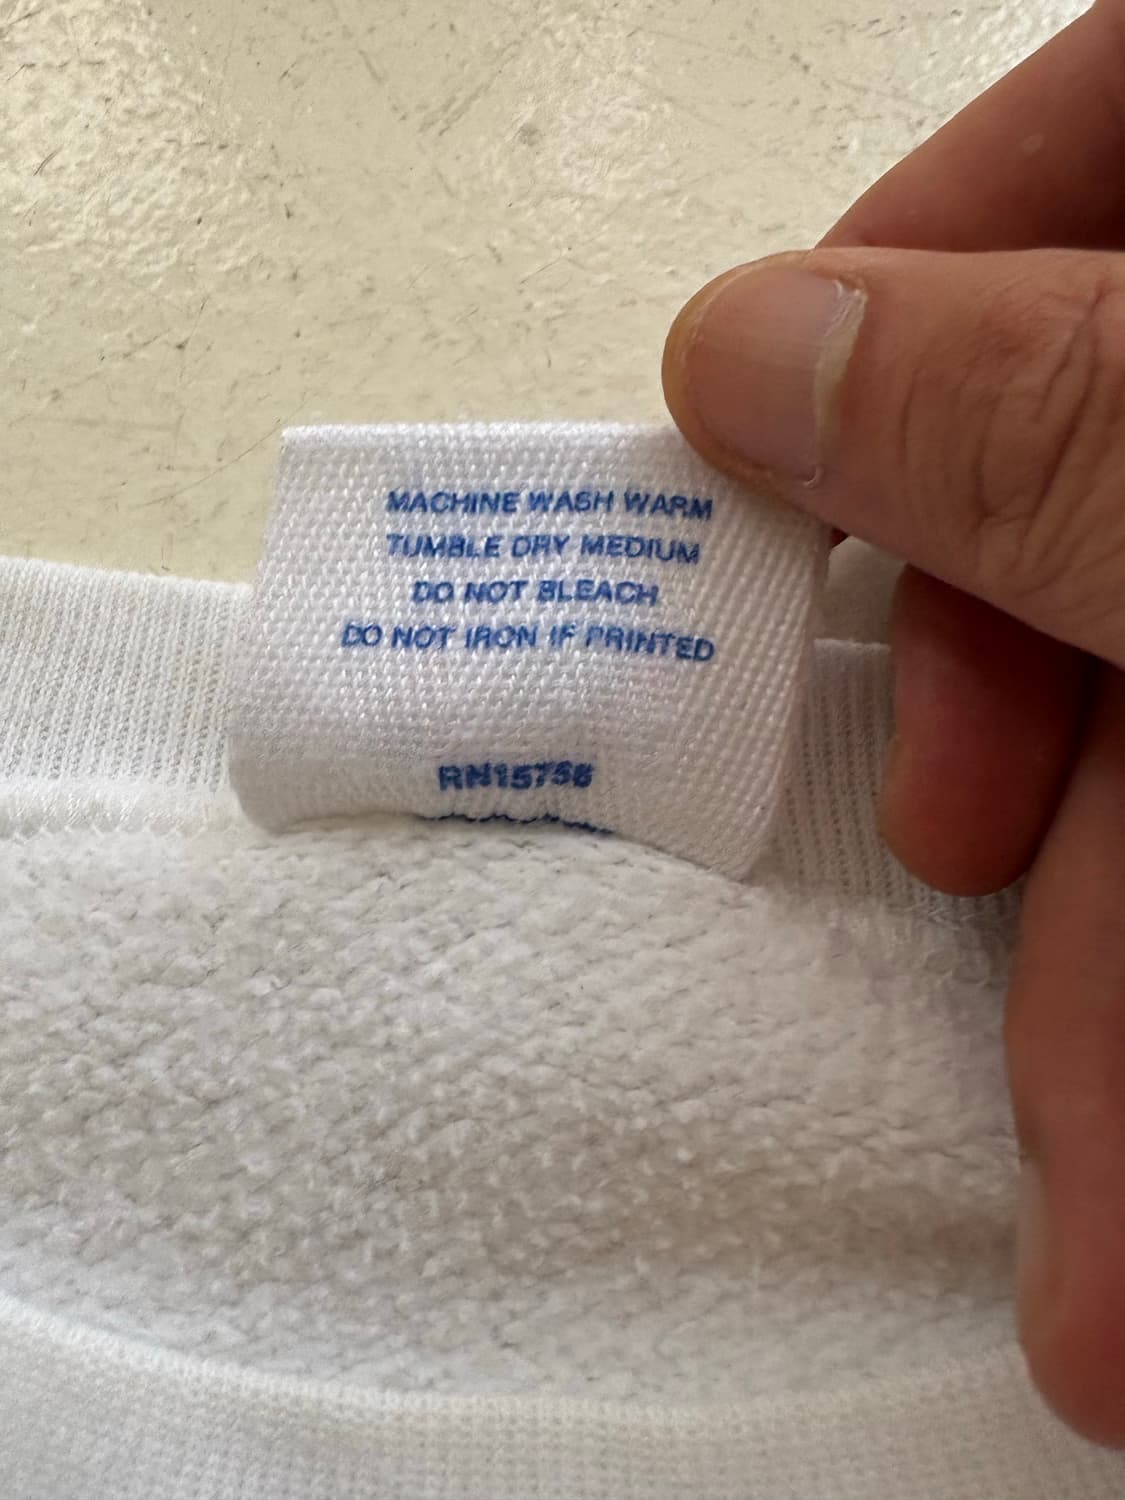 MACHINE WASH WARM
TUMBLE DRY MEDIUM
DO NOT BLEACH
DO NOT IRON IF PRINTED
RN15756